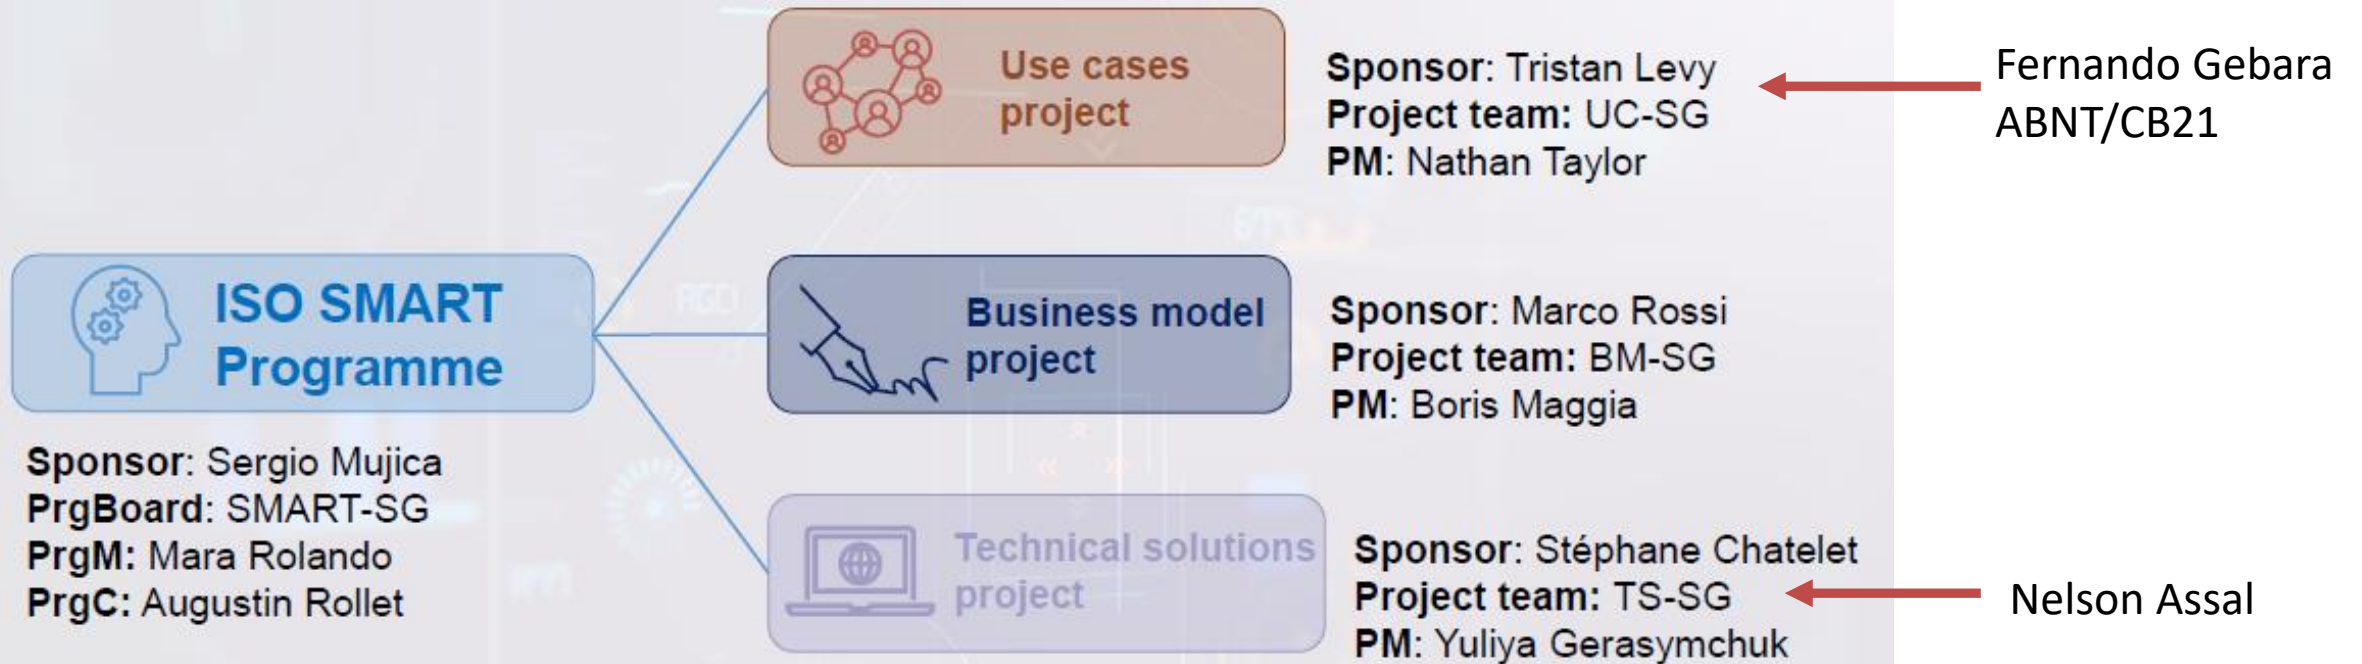 Use cases
project
Sponsor: Tristan Levy
Project team: UC-SG
PM: Nathan Taylor
Fernando Gebara
ABNT/CB21
ISO SMART
Programme
Sponsor: Sergio Mujica
PrgBoard: SMART-SG
PrgM: Mara Rolando
PrgC: Augustin Rollet
Business model
project
Sponsor: Marco Rossi
Project team: BM-SG
PM: Boris Maggia
Technical solutions
project
Sponsor: Stéphane Chatelet
Project team: TS-SG
PM: Yuliya Gerasymchuk
Nelson Assal